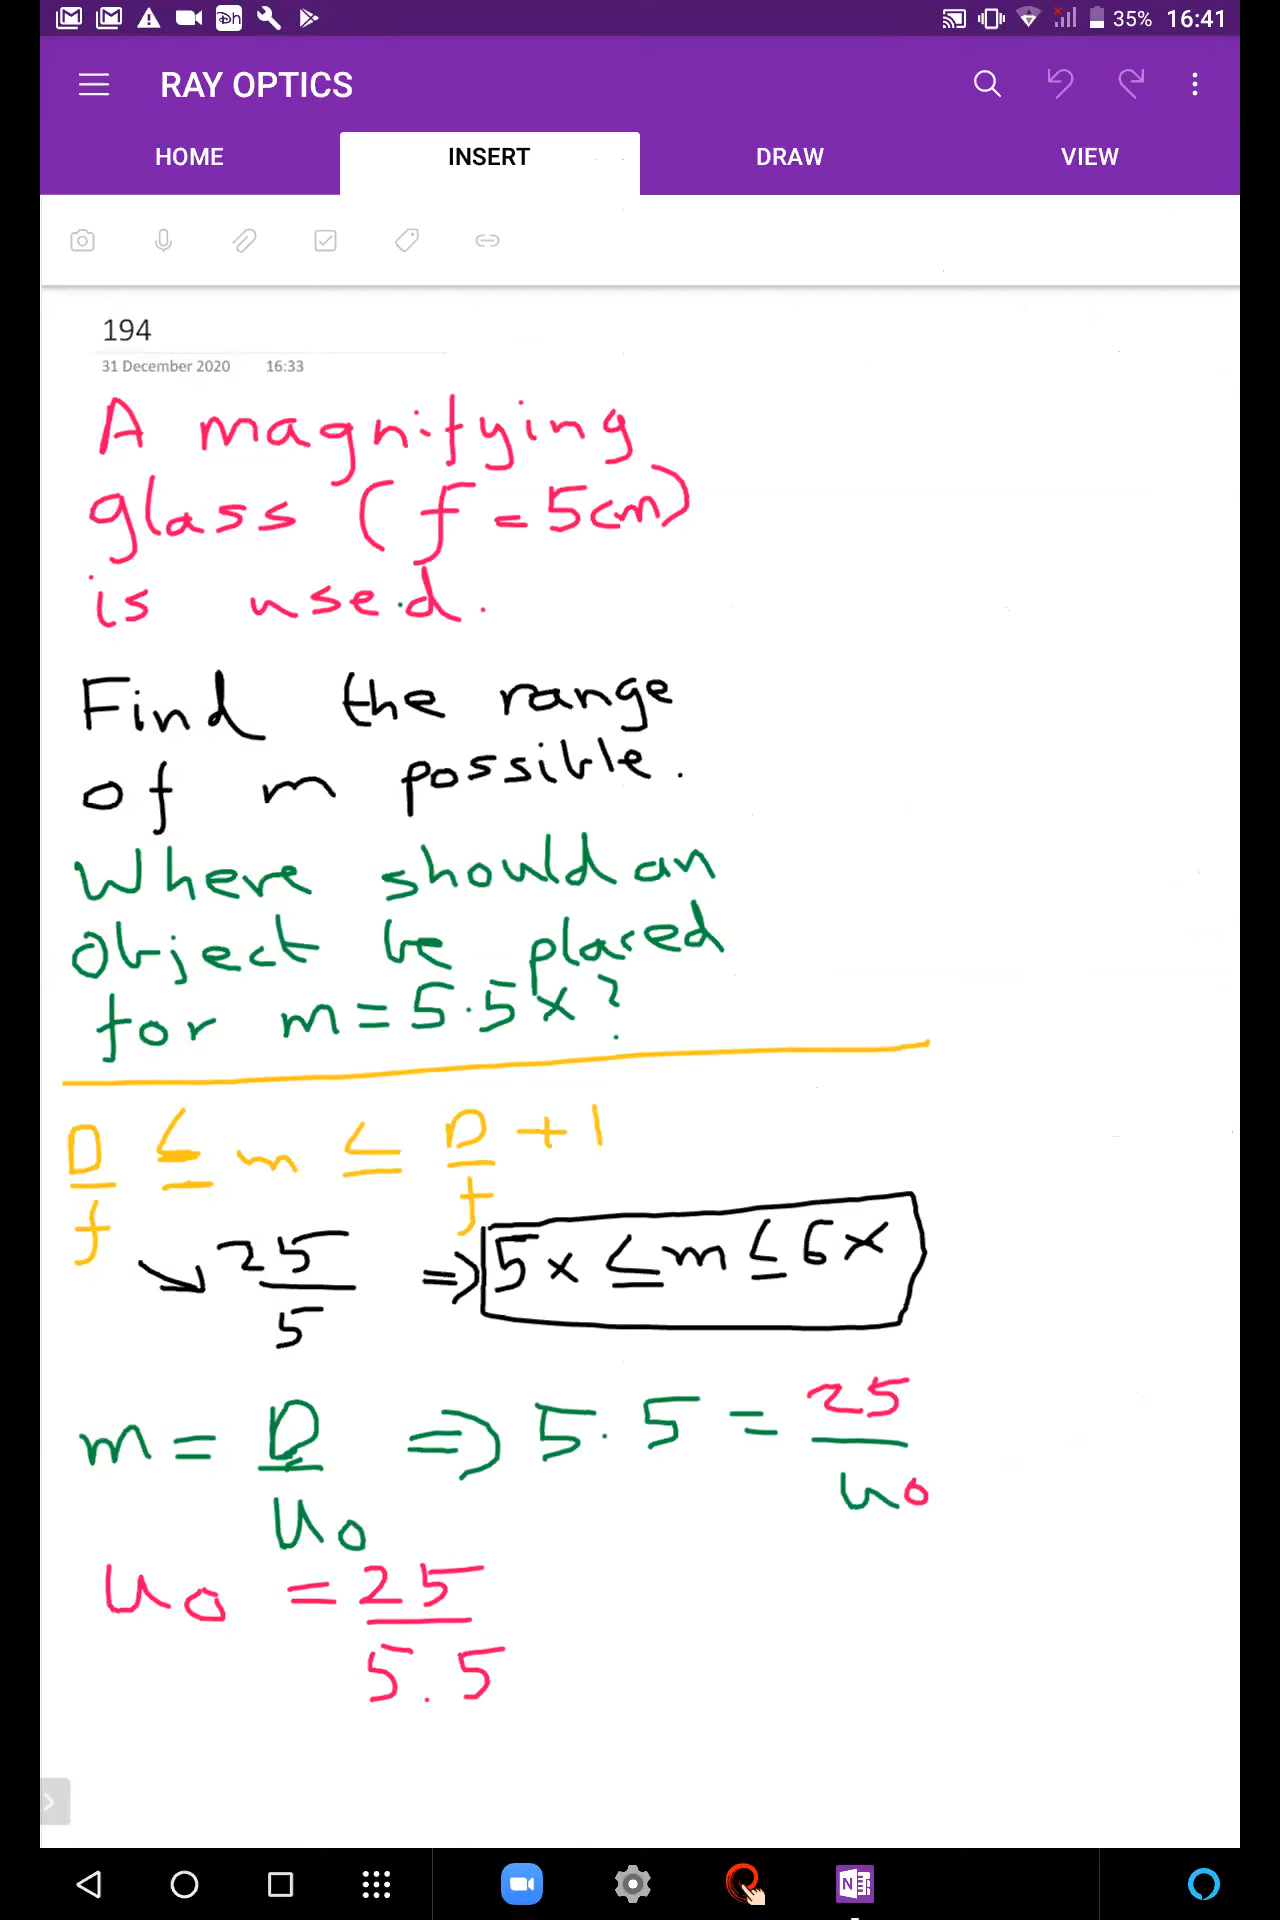 35% 16:41
RAY OPTICS
HOME INSERT DRAW VIEW
194
31 December 2020 16:33
A magnifying
glass (f = 5cm)
is used.
Find the range
of m possible.
Where should an
object be placed
for m = 5.5x?
D/f ≤ m ≤ D/f + 1
↘ 25/5 ⇒ 5x ≤ m ≤ 6x
m = D/u₀ ⇒ 5.5 = 25/u₀
u₀ = 25/5.5